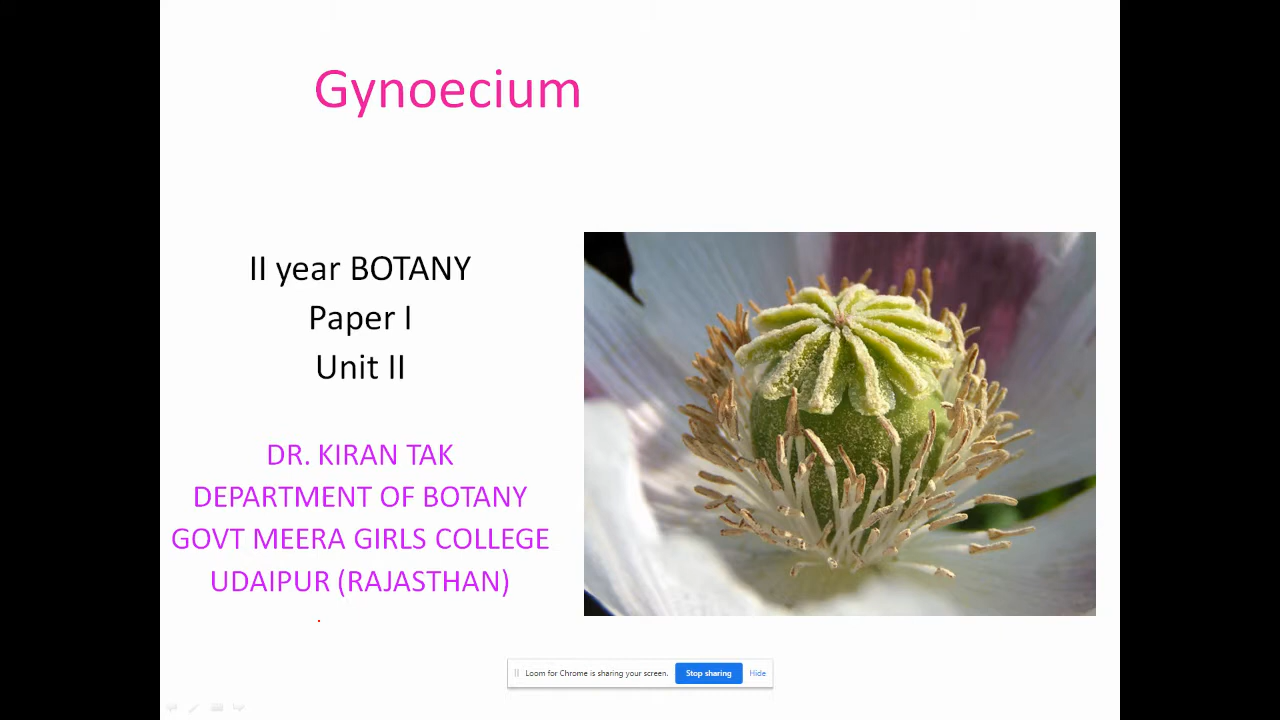 Gynoecium
II year BOTANY
Paper I
Unit II
DR. KIRAN TAK
DEPARTMENT OF BOTANY
GOVT MEERA GIRLS COLLEGE
UDAIPUR (RAJASTHAN)
Loom for Chrome is sharing your screen. Stop sharing Hide